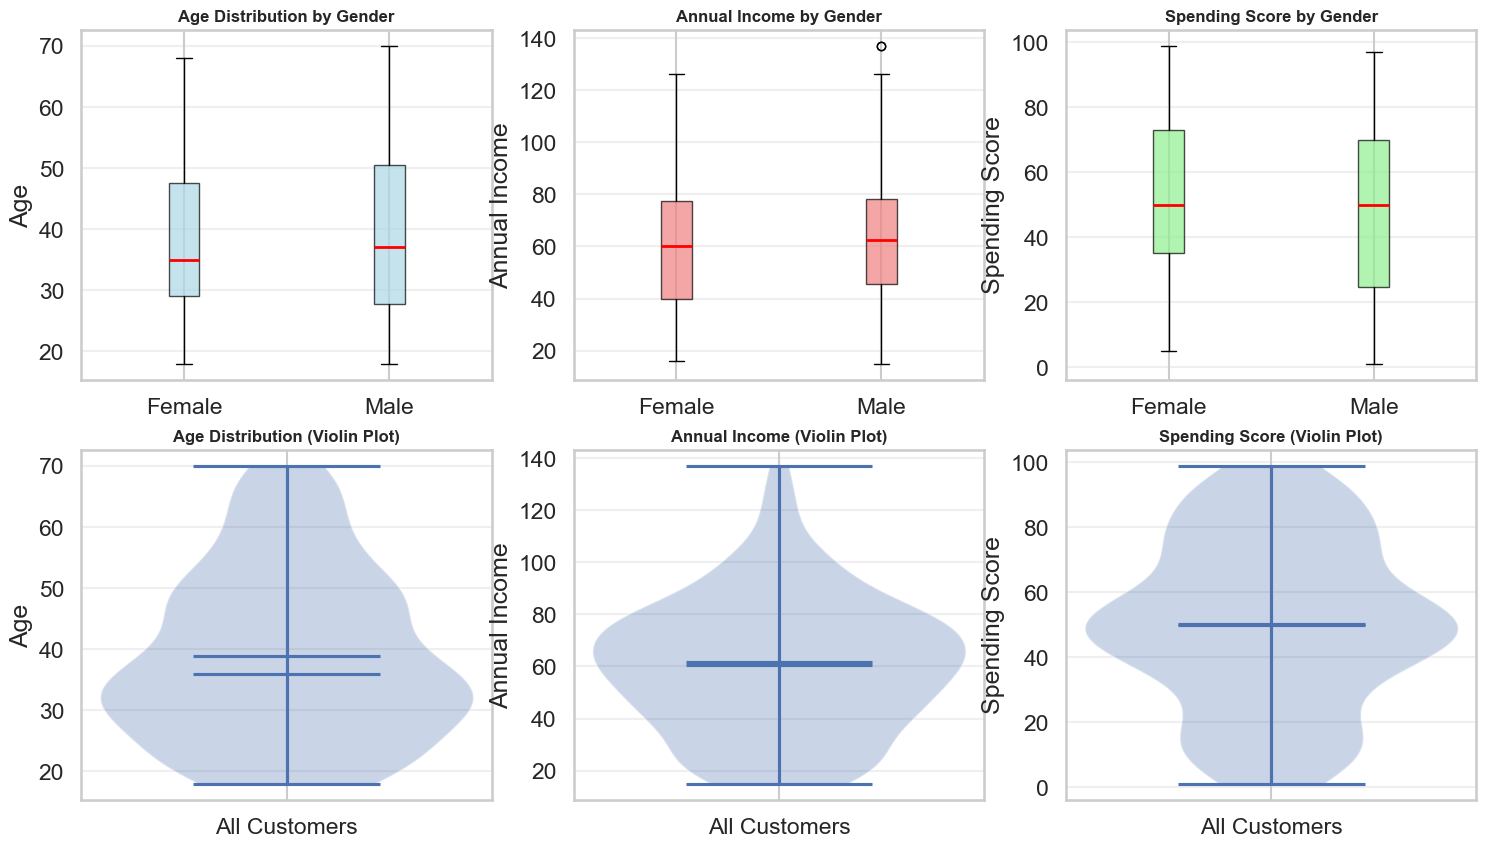 Age Distribution by Gender
Age
70
60
50
40
30
20
Female Male
Annual Income by Gender
Annual Income
140
120
100
80
60
40
20
Female Male
Spending Score by Gender
Spending Score
100
80
60
40
20
0
Female Male
Age Distribution (Violin Plot)
Age
70
60
50
40
30
20
All Customers
Annual Income (Violin Plot)
Annual Income
140
120
100
80
60
40
20
All Customers
Spending Score (Violin Plot)
Spending Score
100
80
60
40
20
0
All Customers